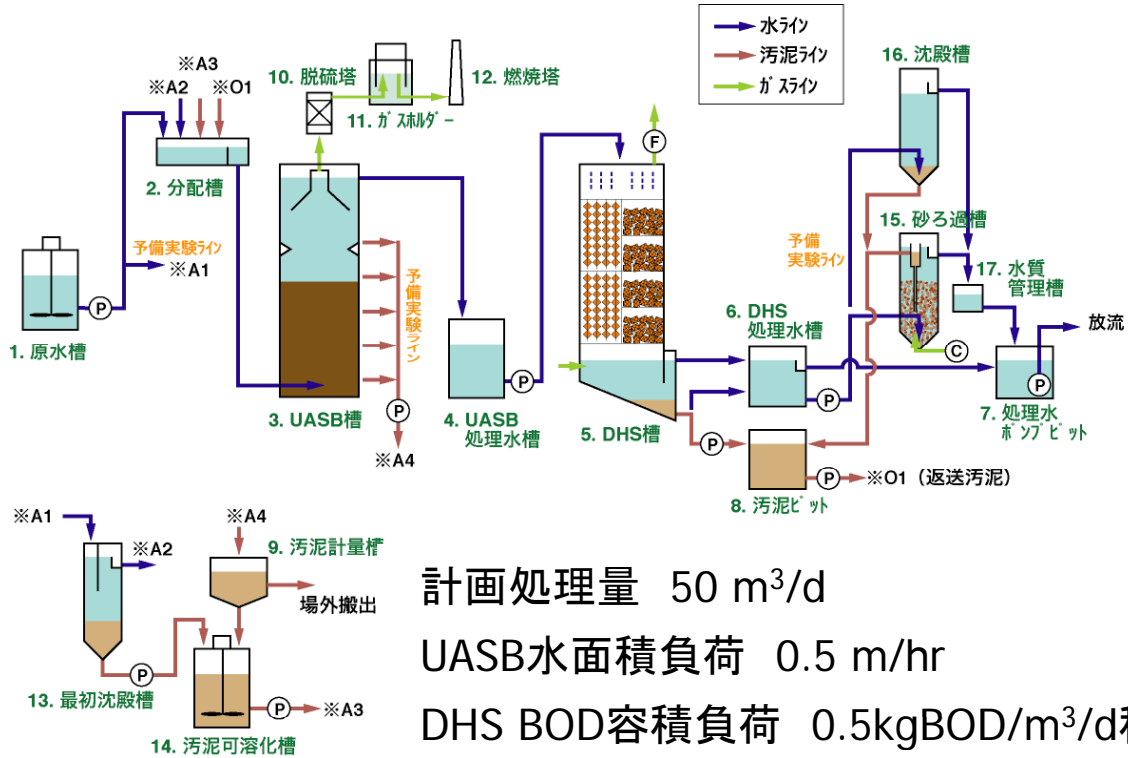 水ライン
汚泥ライン
ガスライン
※A3
※A2
※O1
2. 分配槽
予備実験ライン
※A1
P
1. 原水槽
10. 脱硫塔
11. ガスホルダー
12. 燃焼塔
予備実験ライン
3. UASB槽
P
※A4
4. UASB
処理水槽
P
F
5. DHS槽
P
6. DHS
処理水槽
P
8. 汚泥ピット
P
※O1（返送汚泥）
16. 沈殿槽
15. 砂ろ過槽
予備
実験ライン
C
17. 水質
管理槽
放流
P
7. 処理水
ポンプピット
※A1
※A2
P
13. 最初沈殿槽
※A4
9. 汚泥計量槽
場外搬出
P
※A3
14. 汚泥可溶化槽
計画処理量 50 m³/d
UASB水面積負荷 0.5 m/hr
DHS BOD容積負荷 0.5kgBOD/m³/d